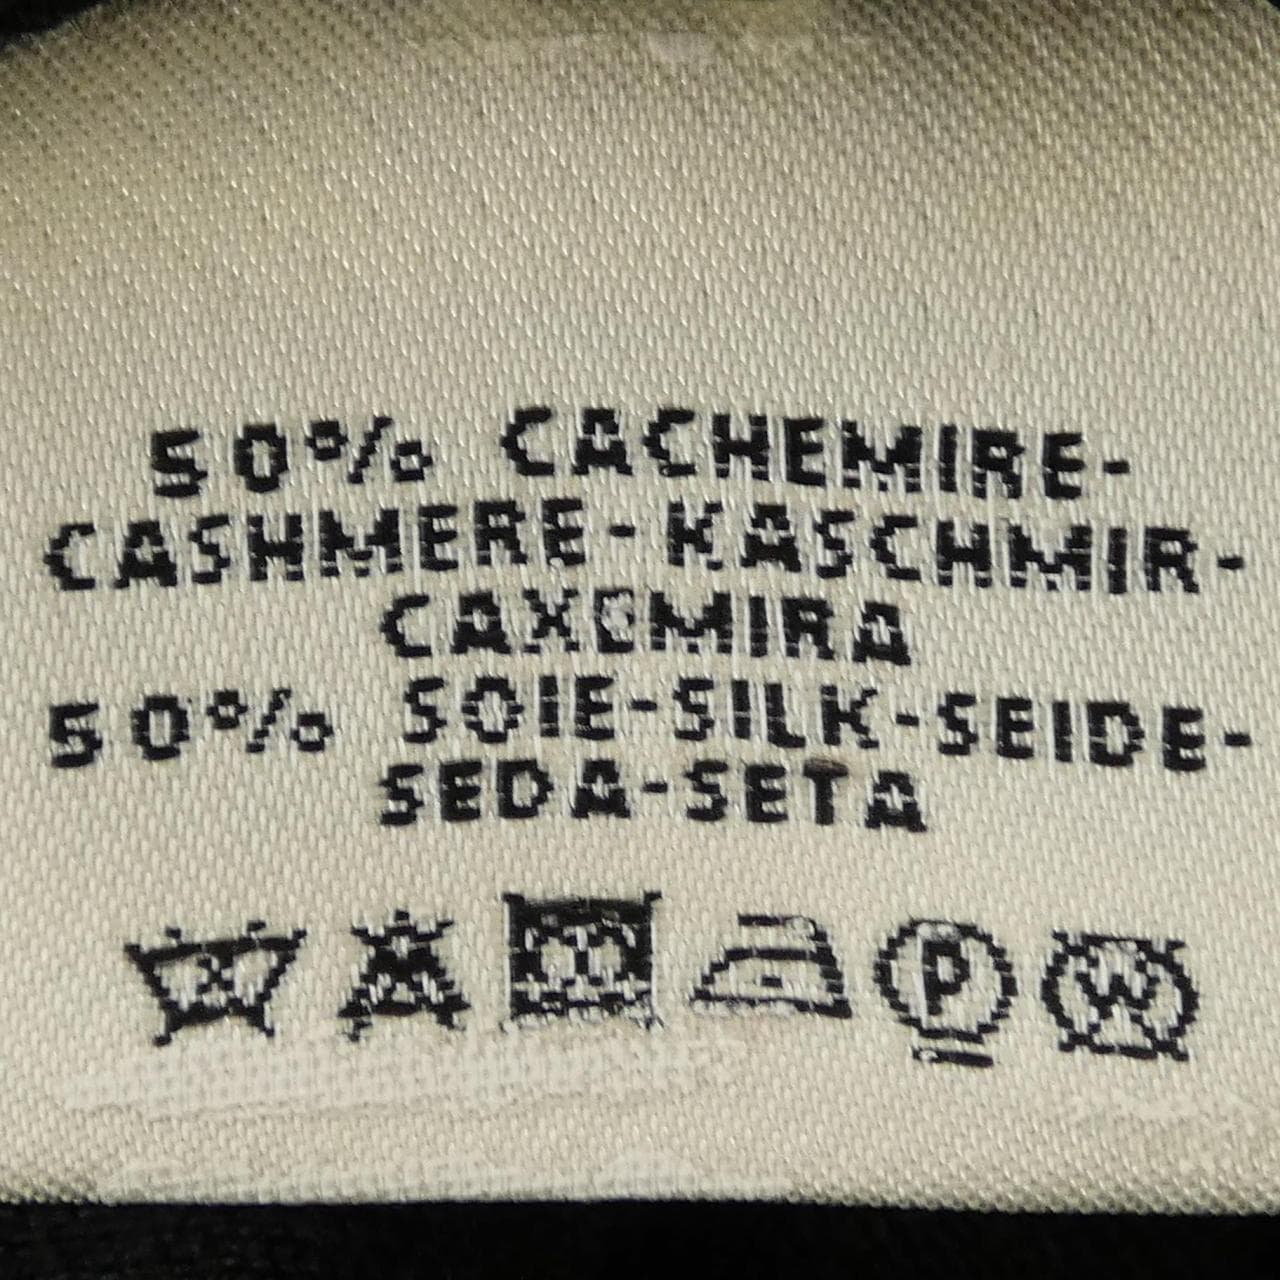 50% CACHEMIRE-
CASHMERE-KASCHMIR-
CAXEMIRA
50% SOIE-SILK-SEIDE-
SEDA-SETA
P W